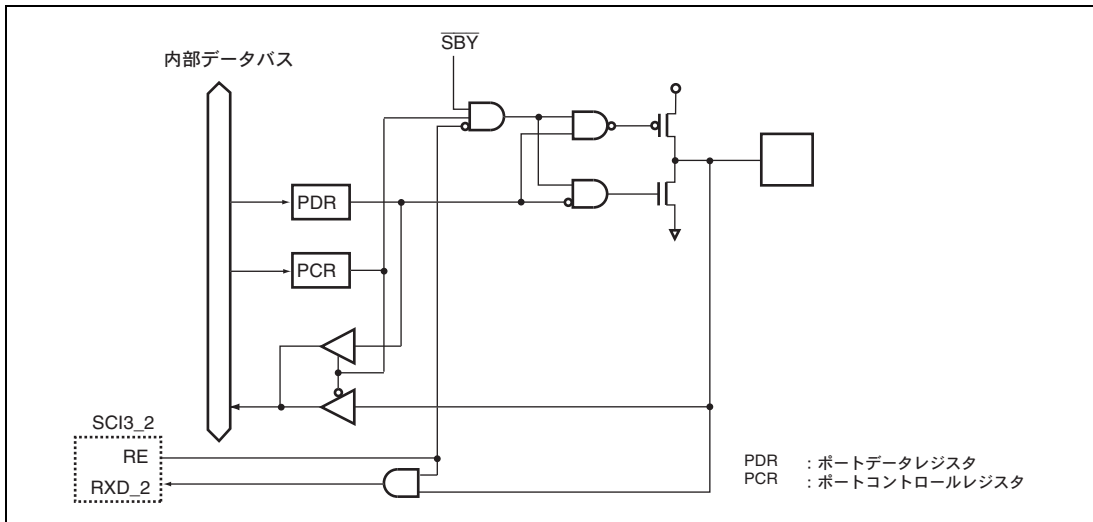 SBY
内部データバス
PDR
PCR
SCI3_2
RE
RXD_2
PDR :ポートデータレジスタ
PCR :ポートコントロールレジスタ